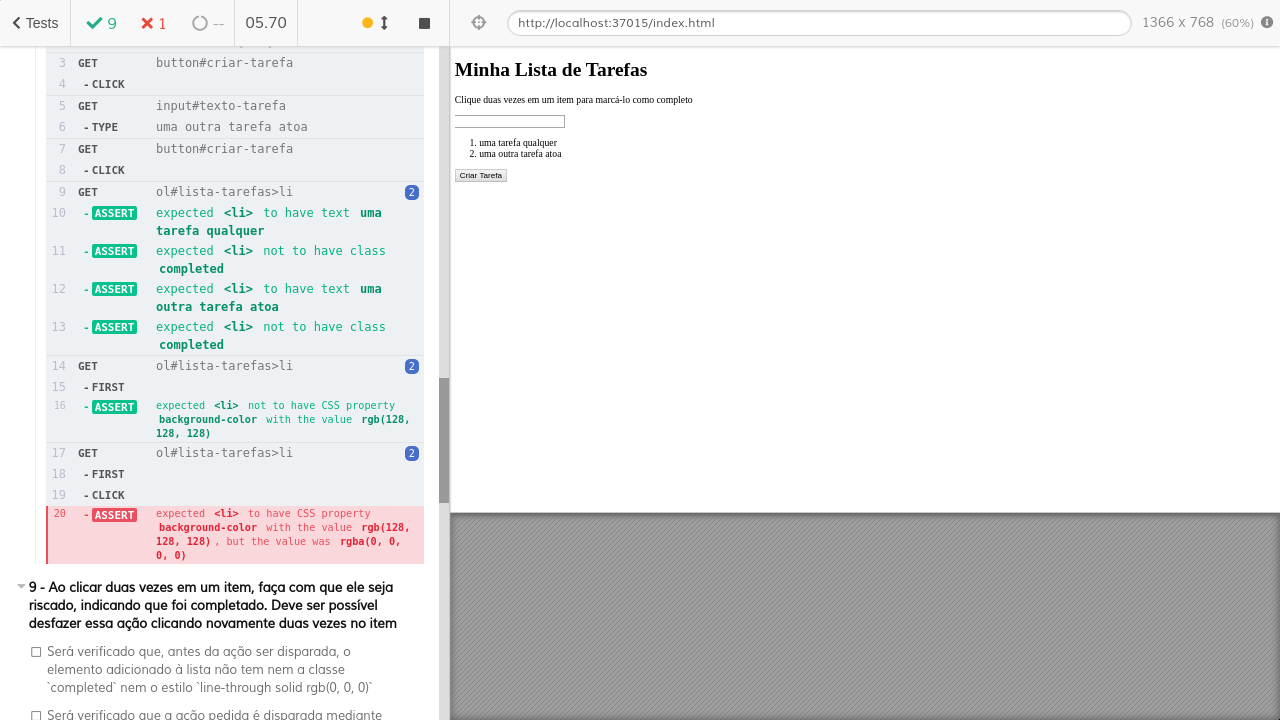 Tests 9 1 -- 05.70 http://localhost:37015/index.html 1366 x 768 (60%)
3 GET button#criar-tarefa
4 - CLICK
5 GET input#texto-tarefa
6 - TYPE uma outra tarefa atoa
7 GET button#criar-tarefa
8 - CLICK
9 GET ol#lista-tarefas>li 2
10 - ASSERT expected <li> to have text uma
tarefa qualquer
11 - ASSERT expected <li> not to have class
completed
12 - ASSERT expected <li> to have text uma
outra tarefa atoa
13 - ASSERT expected <li> not to have class
completed
14 GET ol#lista-tarefas>li 2
15 - FIRST
16 - ASSERT expected <li> not to have CSS property
background-color with the value rgb(128,
128, 128)
17 GET ol#lista-tarefas>li 2
18 - FIRST
19 - CLICK
20 - ASSERT expected <li> to have CSS property
background-color with the value rgb(128,
128, 128) , but the value was rgba(0, 0,
0, 0)
9 - Ao clicar duas vezes em um item, faça com que ele seja
riscado, indicando que foi completado. Deve ser possível
desfazer essa ação clicando novamente duas vezes no item
Será verificado que, antes da ação ser disparada, o
elemento adicionado à lista não tem nem a classe
`completed` nem o estilo `line-through solid rgb(0, 0, 0)`
Será verificado que a ação pedida é disparada mediante
Minha Lista de Tarefas
Clique duas vezes em um item para marcá-lo como completo
1. uma tarefa qualquer
2. uma outra tarefa atoa
Criar Tarefa